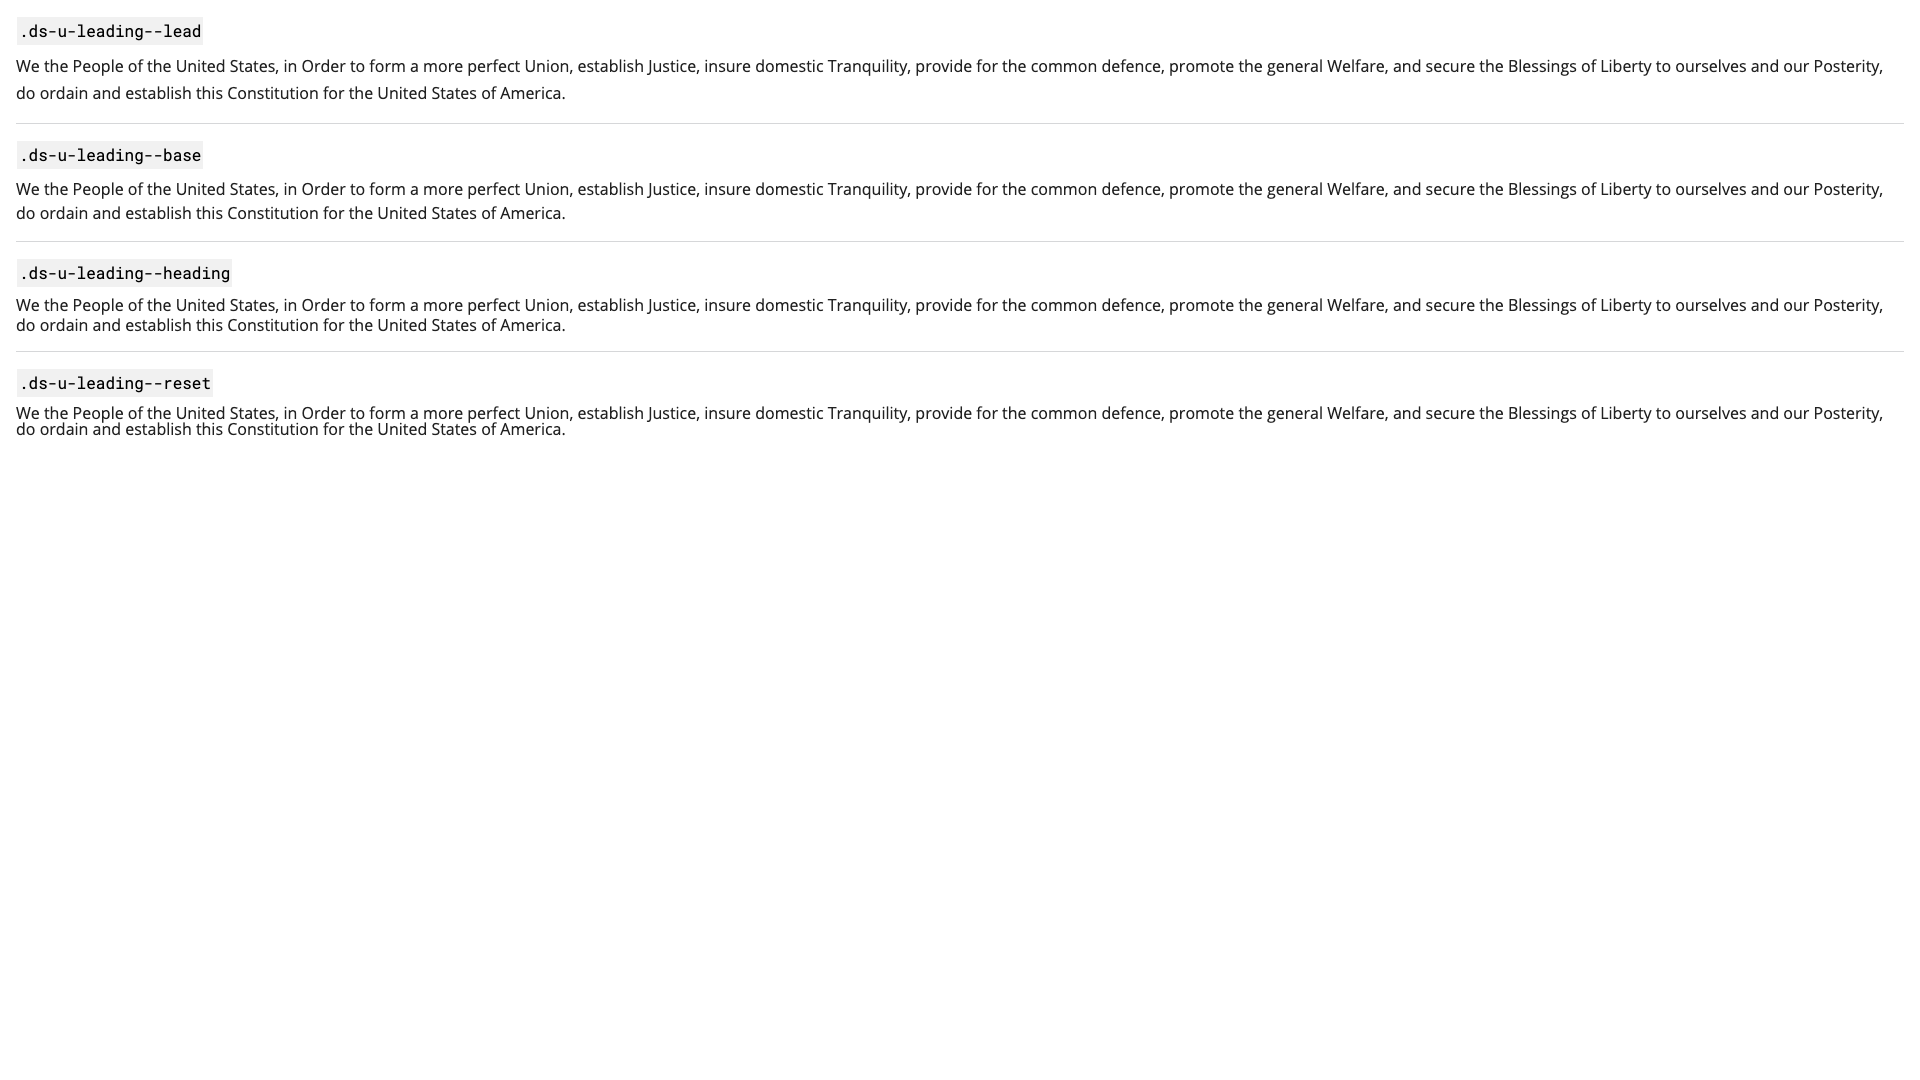 .ds-u-leading--lead
We the People of the United States, in Order to form a more perfect Union, establish Justice, insure domestic Tranquility, provide for the common defence, promote the general Welfare, and secure the Blessings of Liberty to ourselves and our Posterity,
do ordain and establish this Constitution for the United States of America.
.ds-u-leading--base
We the People of the United States, in Order to form a more perfect Union, establish Justice, insure domestic Tranquility, provide for the common defence, promote the general Welfare, and secure the Blessings of Liberty to ourselves and our Posterity,
do ordain and establish this Constitution for the United States of America.
.ds-u-leading--heading
We the People of the United States, in Order to form a more perfect Union, establish Justice, insure domestic Tranquility, provide for the common defence, promote the general Welfare, and secure the Blessings of Liberty to ourselves and our Posterity,
do ordain and establish this Constitution for the United States of America.
.ds-u-leading--reset
We the People of the United States, in Order to form a more perfect Union, establish Justice, insure domestic Tranquility, provide for the common defence, promote the general Welfare, and secure the Blessings of Liberty to ourselves and our Posterity,
do ordain and establish this Constitution for the United States of America.